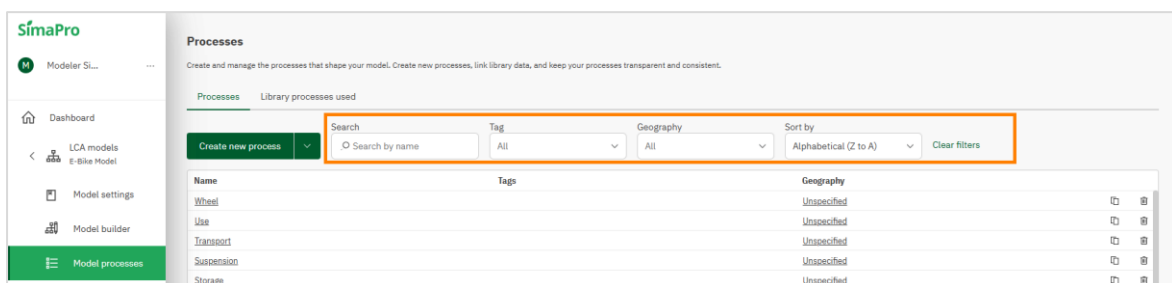 SimaPro
M Modeler Si... ...
Dashboard
LCA models
E-Bike Model
Model settings
Model builder
Model processes
Processes
Create and manage the processes that shape your model. Create new processes, link library data, and keep your processes transparent and consistent.
Processes Library processes used
Create new process
Search Tag Geography Sort by
Search by name All All Alphabetical (Z to A) Clear filters
Name Tags Geography
Wheel Unspecified
Use Unspecified
Transport Unspecified
Suspension Unspecified
Storage Unspecified